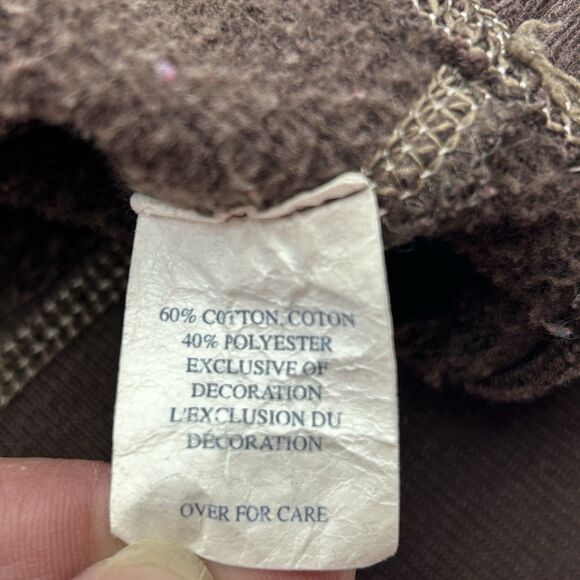 60% COTTON, COTON
40% POLYESTER
EXCLUSIVE OF
DECORATION
L'EXCLUSION DU
DÉCORATION
OVER FOR CARE